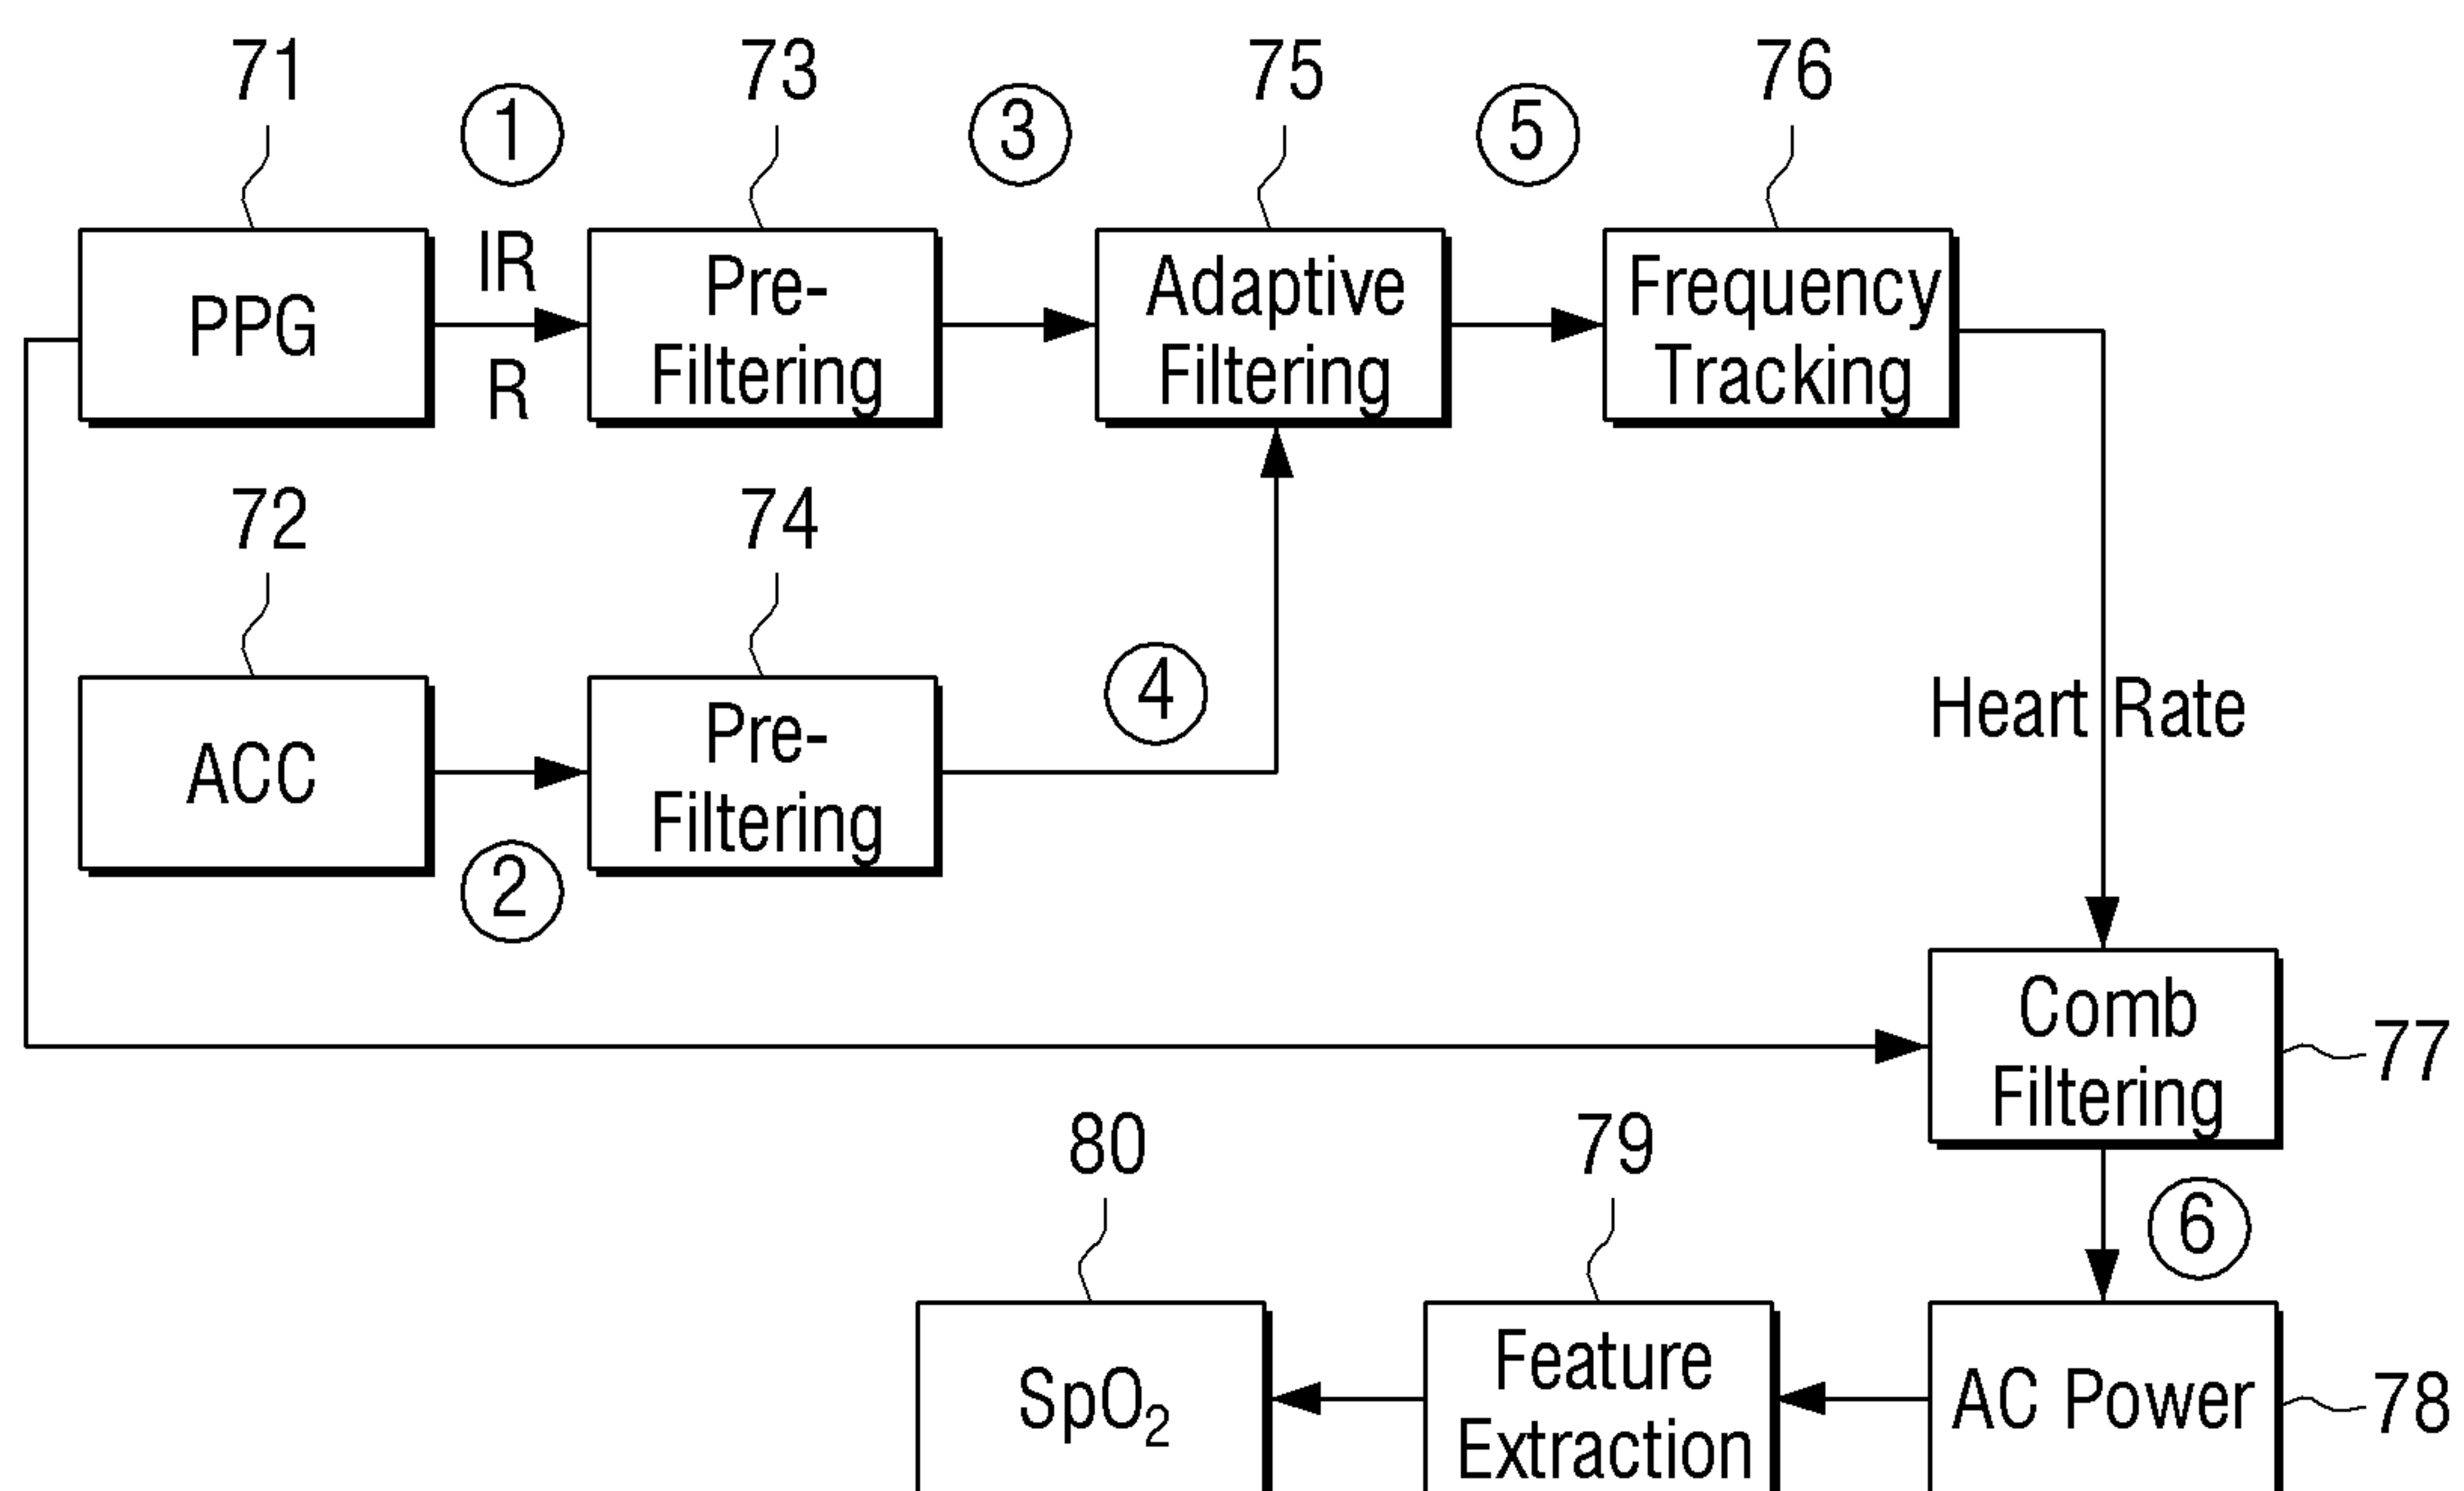 71
①
73
③
75
⑤
76
PPG
IR
R
Pre-
Filtering
Adaptive
Filtering
Frequency
Tracking
72
74
④
Heart Rate
ACC
②
Pre-
Filtering
Comb
Filtering
77
80
79
⑥
SpO₂
Feature
Extraction
AC Power
78